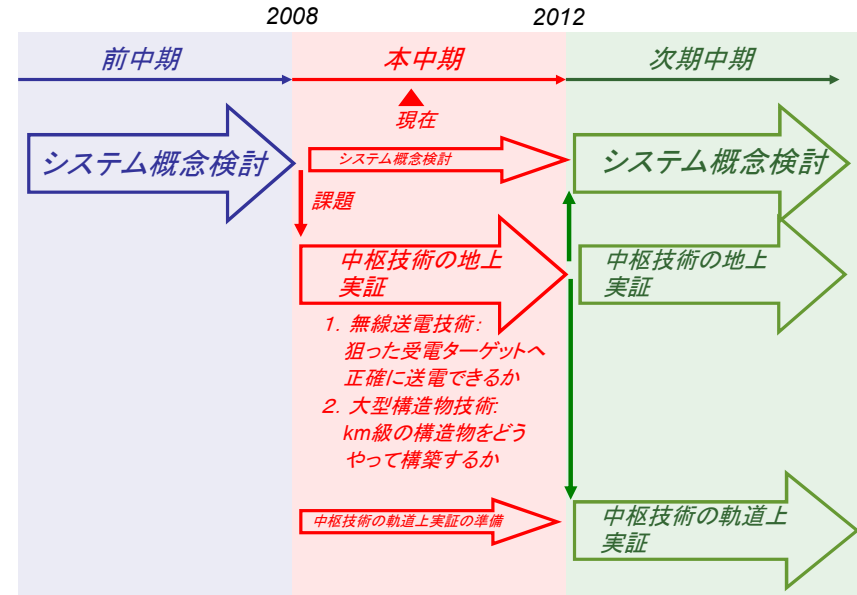 2008
2012
前中期
本中期
次期中期
現在
システム概念検討
システム概念検討
システム概念検討
課題
中枢技術の地上
実証
中枢技術の地上
実証
1. 無線送電技術:
狙った受電ターゲットへ
正確に送電できるか
2. 大型構造物技術:
km級の構造物をどう
やって構築するか
中枢技術の軌道上実証の準備
中枢技術の軌道上
実証